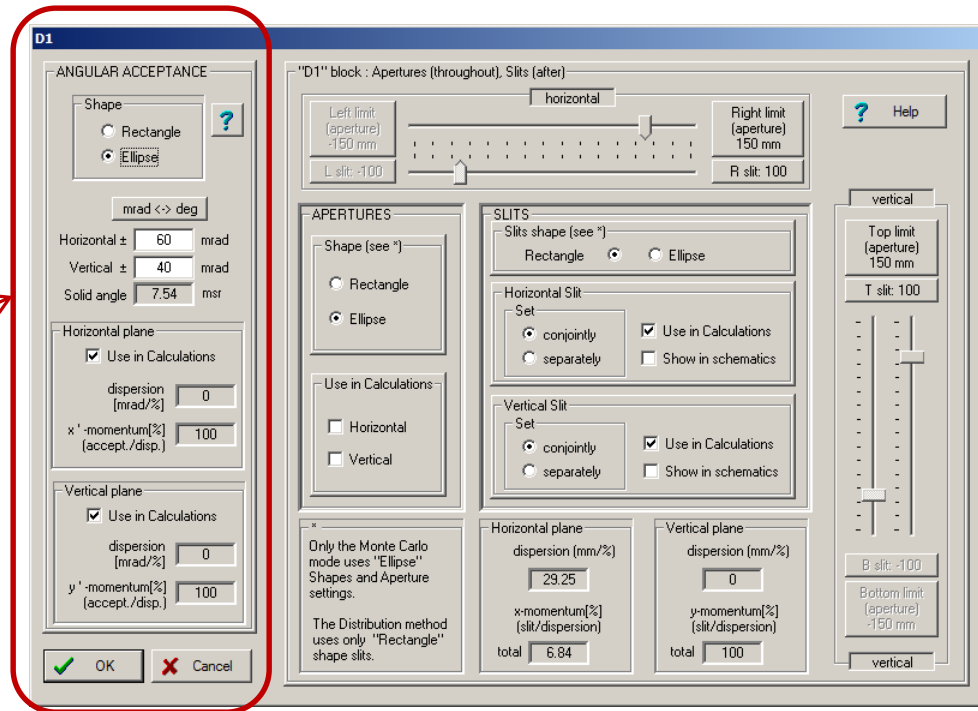 D1
ANGULAR ACCEPTANCE
Shape
Rectangle
Ellipse
?
mrad <-> deg
Horizontal ± 60 mrad
Vertical ± 40 mrad
Solid angle 7.54 msr
Horizontal plane
Use in Calculations
dispersion
[mrad/%] 0
x ' -momentum[%]
(accept./disp.) 100
Vertical plane
Use in Calculations
dispersion
[mrad/%] 0
y ' -momentum[%]
(accept./disp.) 100
OK
Cancel
"D1" block : Apertures (throughout), Slits (after)
horizontal
Left limit
(aperture)
-150 mm
L slit: -100
Right limit
(aperture)
150 mm
R slit: 100
? Help
APERTURES
Shape (see *)
Rectangle
Ellipse
Use in Calculations
Horizontal
Vertical
SLITS
Slits shape (see *)
Rectangle Ellipse
Horizontal Slit
Set
conjointly
separately
Use in Calculations
Show in schematics
Vertical Slit
Set
conjointly
separately
Use in Calculations
Show in schematics
*
Only the Monte Carlo
mode uses "Ellipse"
Shapes and Aperture
settings.
The Distribution method
uses only "Rectangle"
shape slits.
Horizontal plane
dispersion (mm/%)
29.25
x-momentum[%]
(slit/dispersion)
total 6.84
Vertical plane
dispersion (mm/%)
0
y-momentum[%]
(slit/dispersion)
total 100
vertical
Top limit
(aperture)
150 mm
T slit: 100
B slit: -100
Bottom limit
(aperture)
-150 mm
vertical